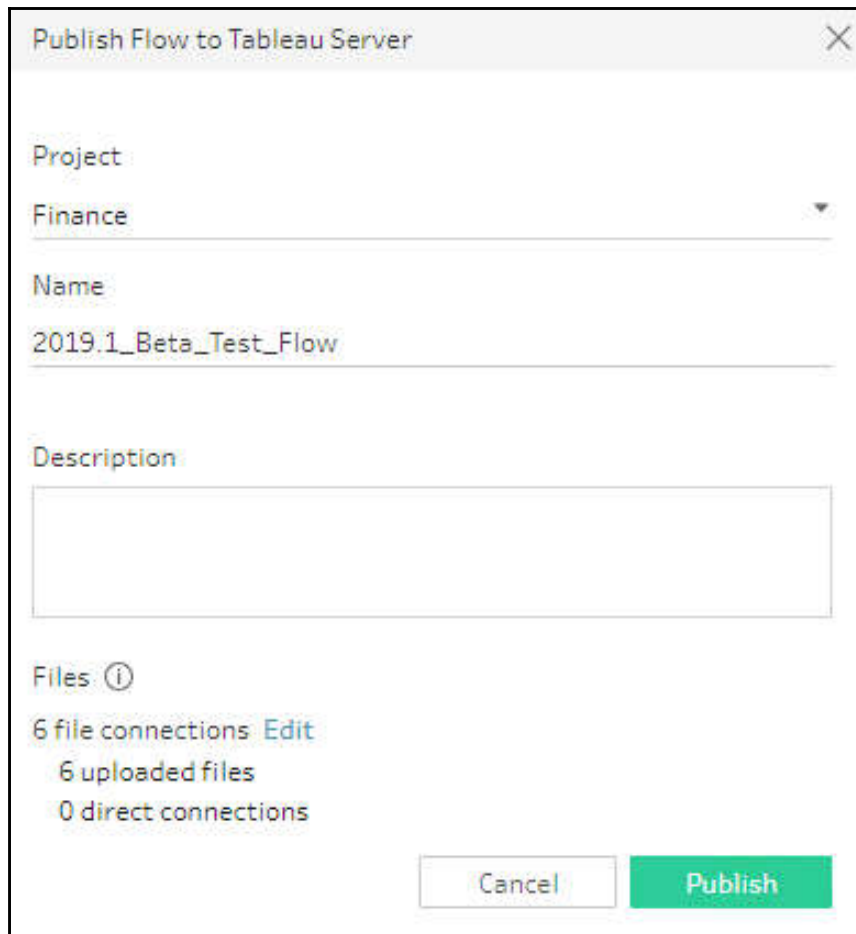 Publish Flow to Tableau Server
Project
Finance
Name
2019.1_Beta_Test_Flow
Description
Files
6 file connections Edit
6 uploaded files
0 direct connections
Cancel Publish